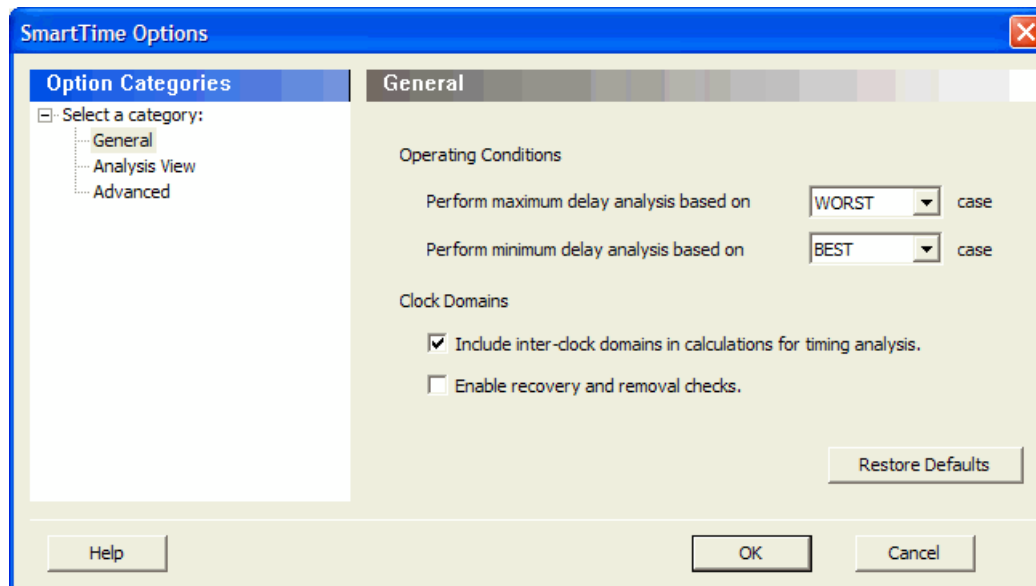 SmartTime Options
Option Categories
Select a category:
General
Analysis View
Advanced
General
Operating Conditions
Perform maximum delay analysis based on WORST case
Perform minimum delay analysis based on BEST case
Clock Domains
Include inter-clock domains in calculations for timing analysis.
Enable recovery and removal checks.
Restore Defaults
Help OK Cancel